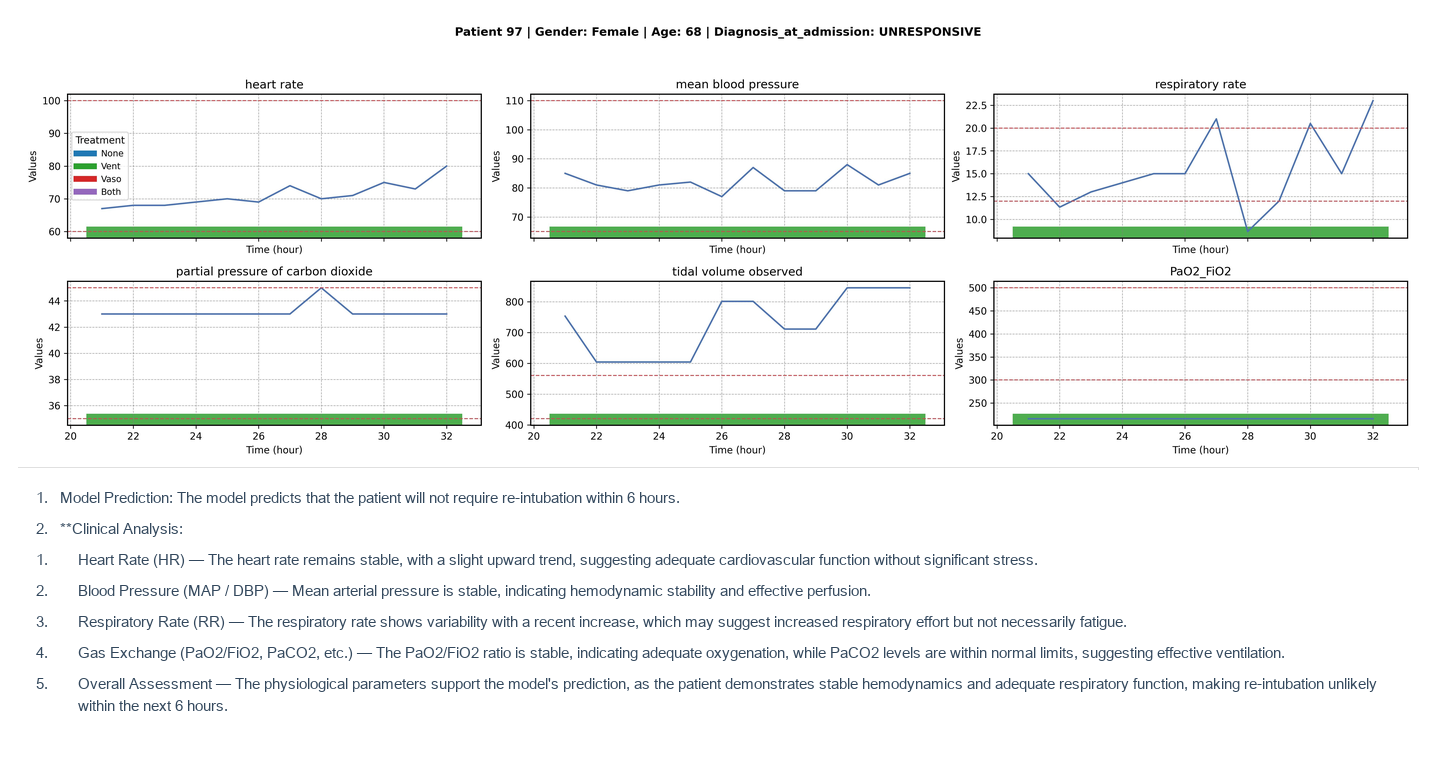 Patient 97 | Gender: Female | Age: 68 | Diagnosis_at_admission: UNRESPONSIVE
heart rate
100
90
80
70
60
Values
Treatment
None
Vent
Vaso
Both
Time (hour)
mean blood pressure
110
100
90
80
70
Values
Time (hour)
respiratory rate
22.5
20.0
17.5
15.0
12.5
10.0
Values
Time (hour)
partial pressure of carbon dioxide
44
42
40
38
36
Values
20 22 24 26 28 30 32
Time (hour)
tidal volume observed
800
700
600
500
400
Values
20 22 24 26 28 30 32
Time (hour)
PaO2_FiO2
500
450
400
350
300
250
Values
20 22 24 26 28 30 32
Time (hour)
1. Model Prediction: The model predicts that the patient will not require re-intubation within 6 hours.
2. **Clinical Analysis:
1. Heart Rate (HR) — The heart rate remains stable, with a slight upward trend, suggesting adequate cardiovascular function without significant stress.
2. Blood Pressure (MAP / DBP) — Mean arterial pressure is stable, indicating hemodynamic stability and effective perfusion.
3. Respiratory Rate (RR) — The respiratory rate shows variability with a recent increase, which may suggest increased respiratory effort but not necessarily fatigue.
4. Gas Exchange (PaO2/FiO2, PaCO2, etc.) — The PaO2/FiO2 ratio is stable, indicating adequate oxygenation, while PaCO2 levels are within normal limits, suggesting effective ventilation.
5. Overall Assessment — The physiological parameters support the model's prediction, as the patient demonstrates stable hemodynamics and adequate respiratory function, making re-intubation unlikely
within the next 6 hours.